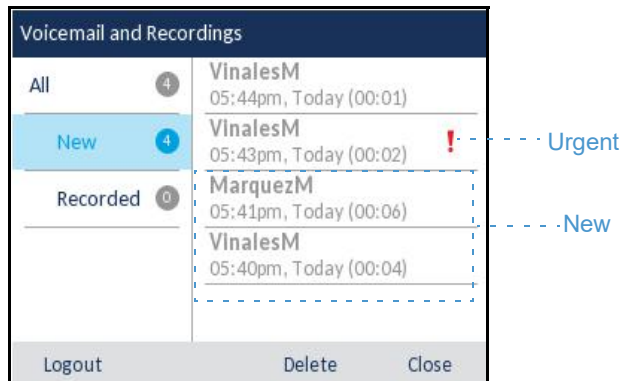 Voicemail and Recordings
All 4
New 4
Recorded 0
VinalesM
05:44pm, Today (00:01)
VinalesM
05:43pm, Today (00:02) !
Urgent
MarquezM
05:41pm, Today (00:06)
New
VinalesM
05:40pm, Today (00:04)
Logout Delete Close